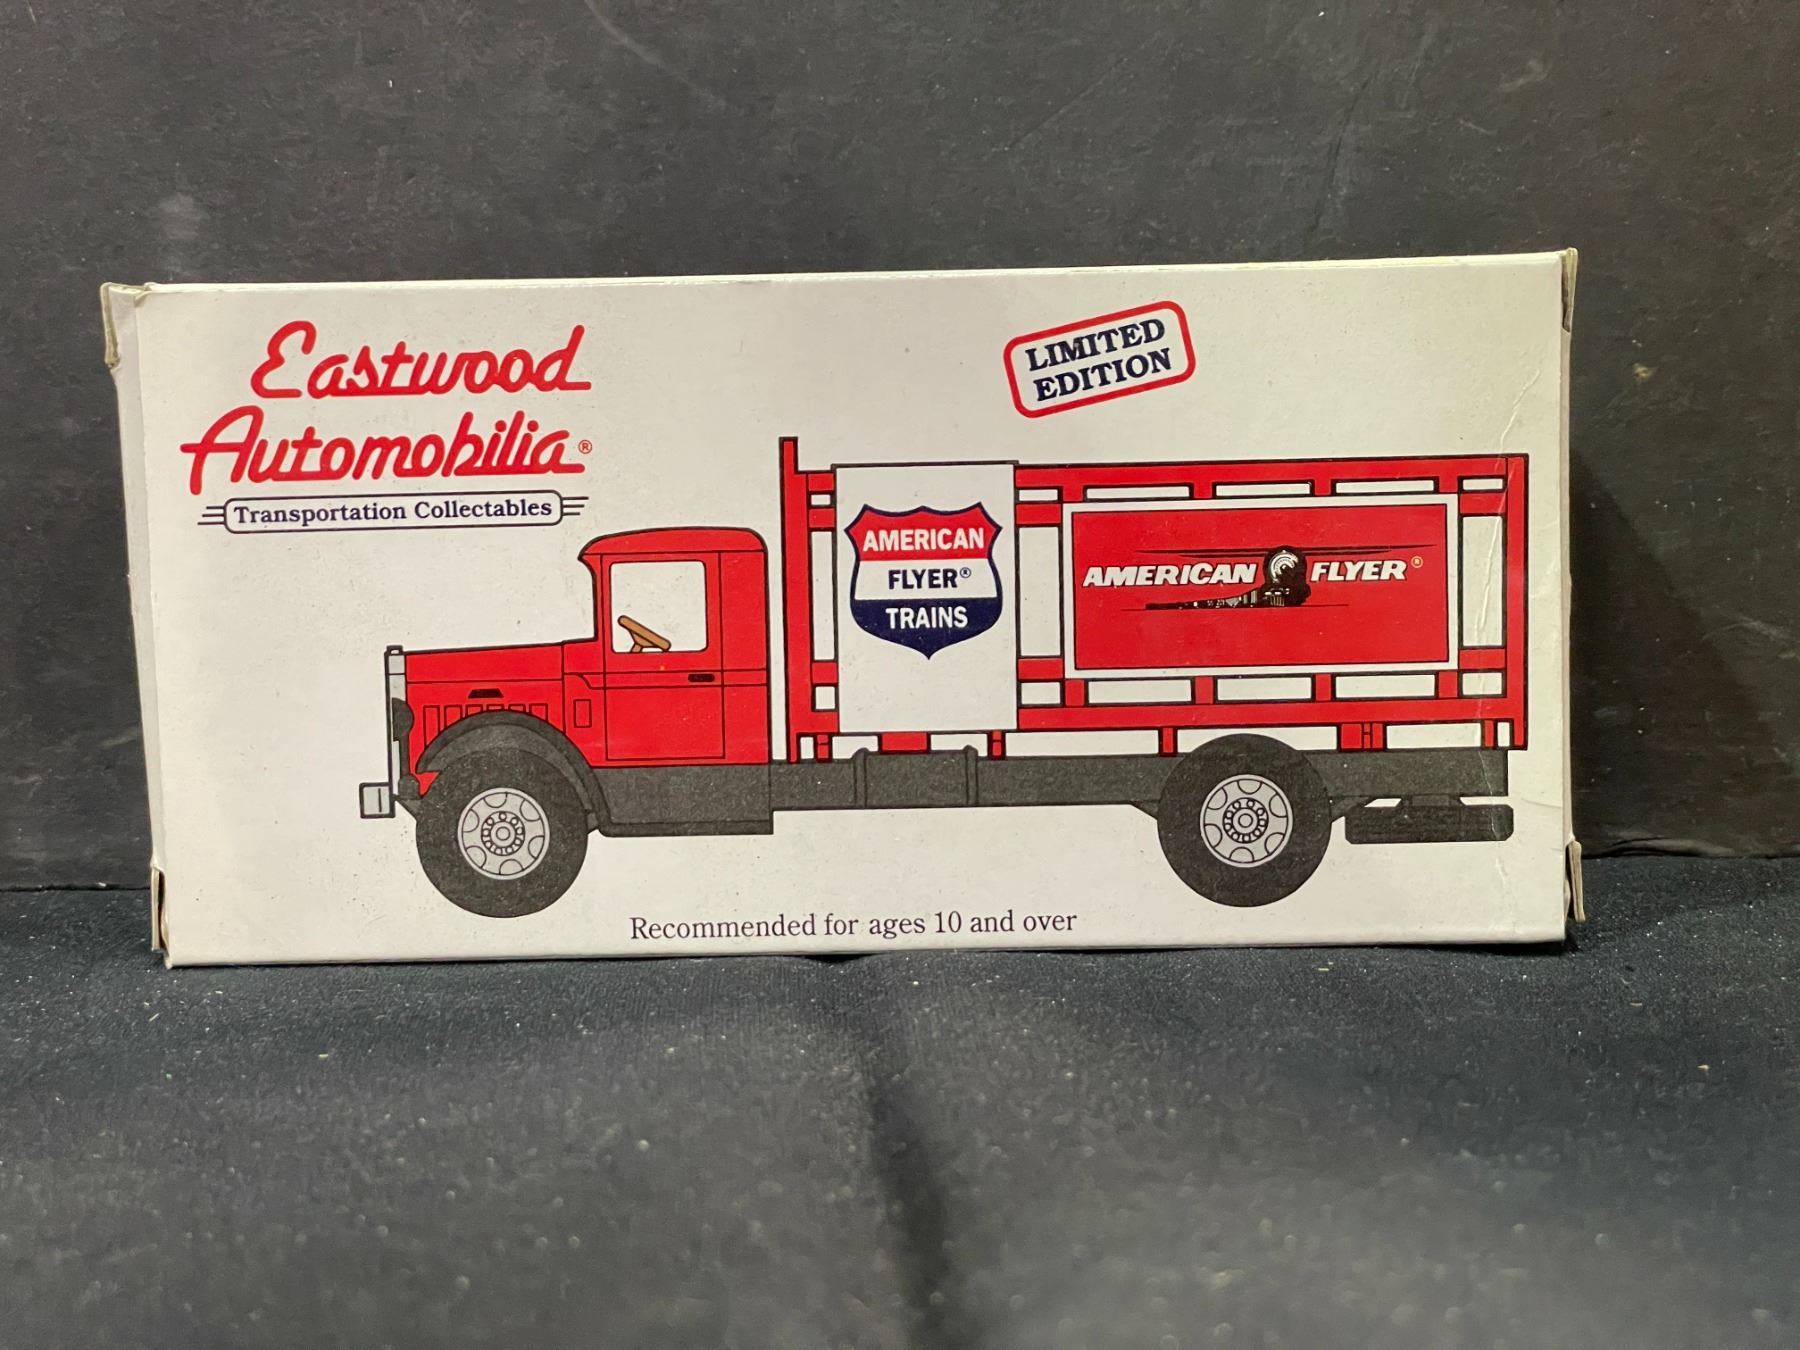 Eastwood
Automobilia®
Transportation Collectables
LIMITED
EDITION
AMERICAN
FLYER®
TRAINS
AMERICAN FLYER®
Recommended for ages 10 and over